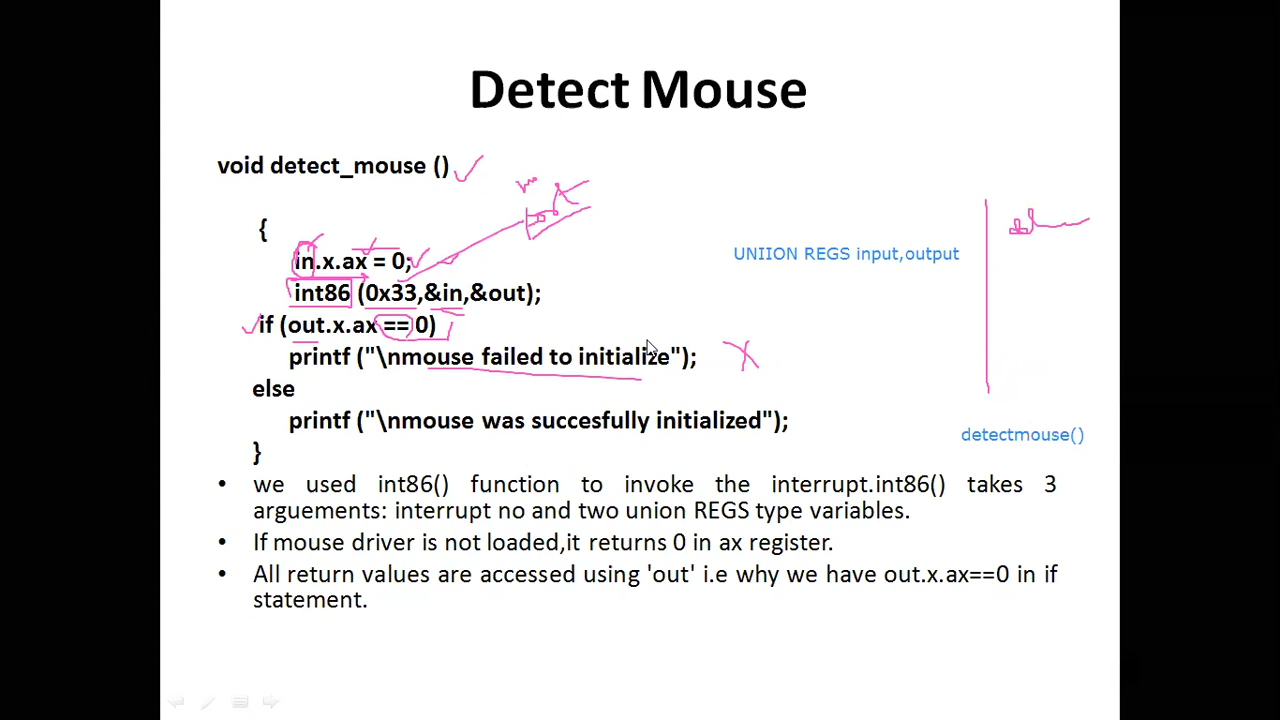 Detect Mouse
void detect_mouse ()
{
in.x.ax = 0;
UNIION REGS input,output
int86 (0x33,&in,&out);
if (out.x.ax == 0)
printf ("\nmouse failed to initialize");
else
printf ("\nmouse was succesfully initialized");
detectmouse()
}
• we used int86() function to invoke the interrupt.int86() takes 3
arguements: interrupt no and two union REGS type variables.
• If mouse driver is not loaded,it returns 0 in ax register.
• All return values are accessed using 'out' i.e why we have out.x.ax==0 in if
statement.